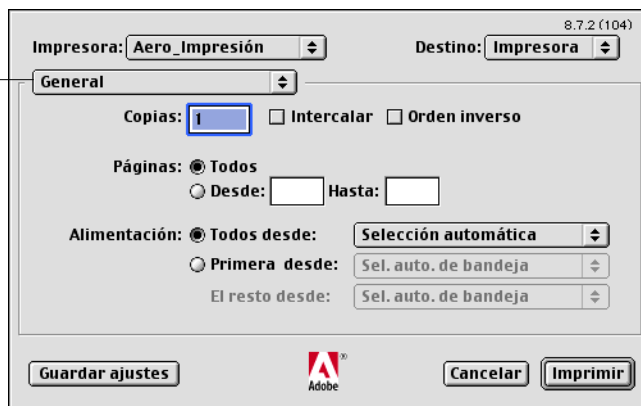 8.7.2 (104)
Impresora: Aero_Impresión Destino: Impresora
General
Copias: 1 Intercalar Orden inverso
Páginas: Todos
Desde: Hasta:
Alimentación: Todos desde: Selección automática
Primera desde: Sel. auto. de bandeja
El resto desde: Sel. auto. de bandeja
Guardar ajustes Adobe® Cancelar Imprimir